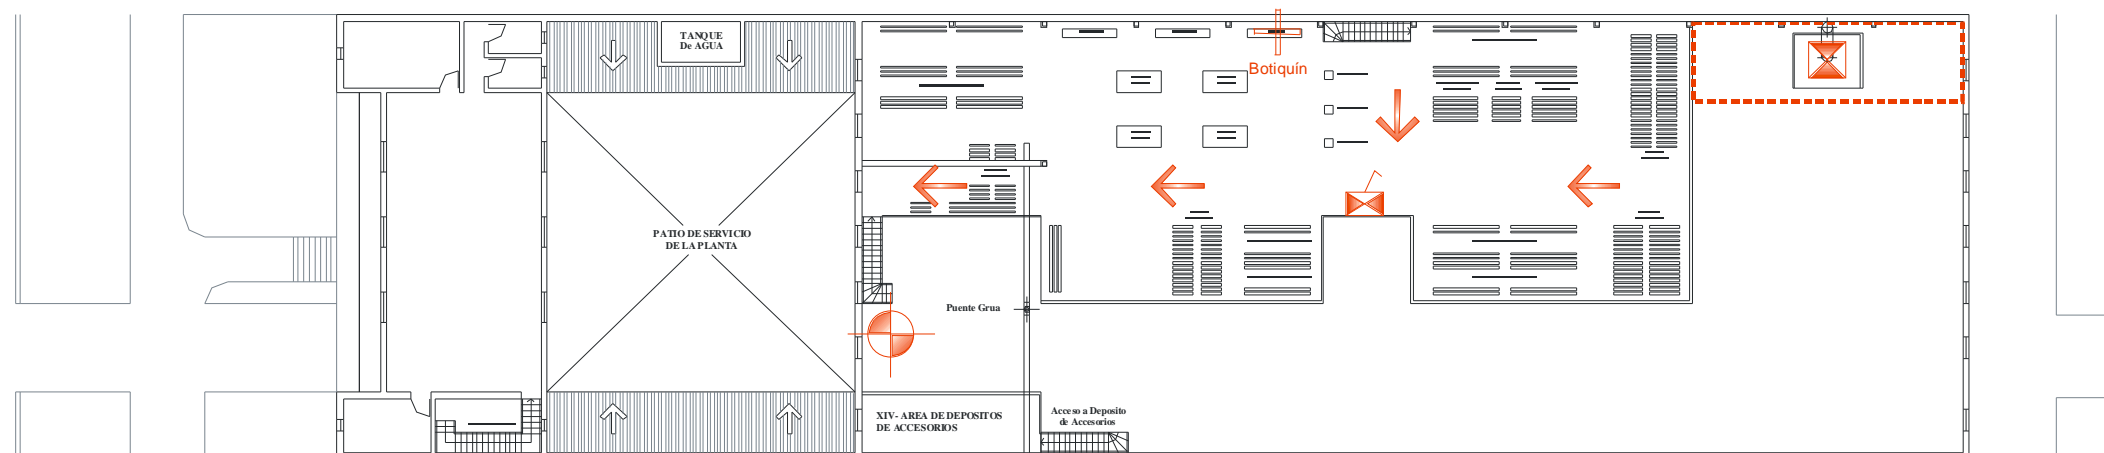 TANQUE
De AGUA
Botiquín
PATIO DE SERVICIO
DE LA PLANTA
Puente Grua
XIV- AREA DE DEPOSITOS
DE ACCESORIOS
Acceso a Deposito
de Accesorios